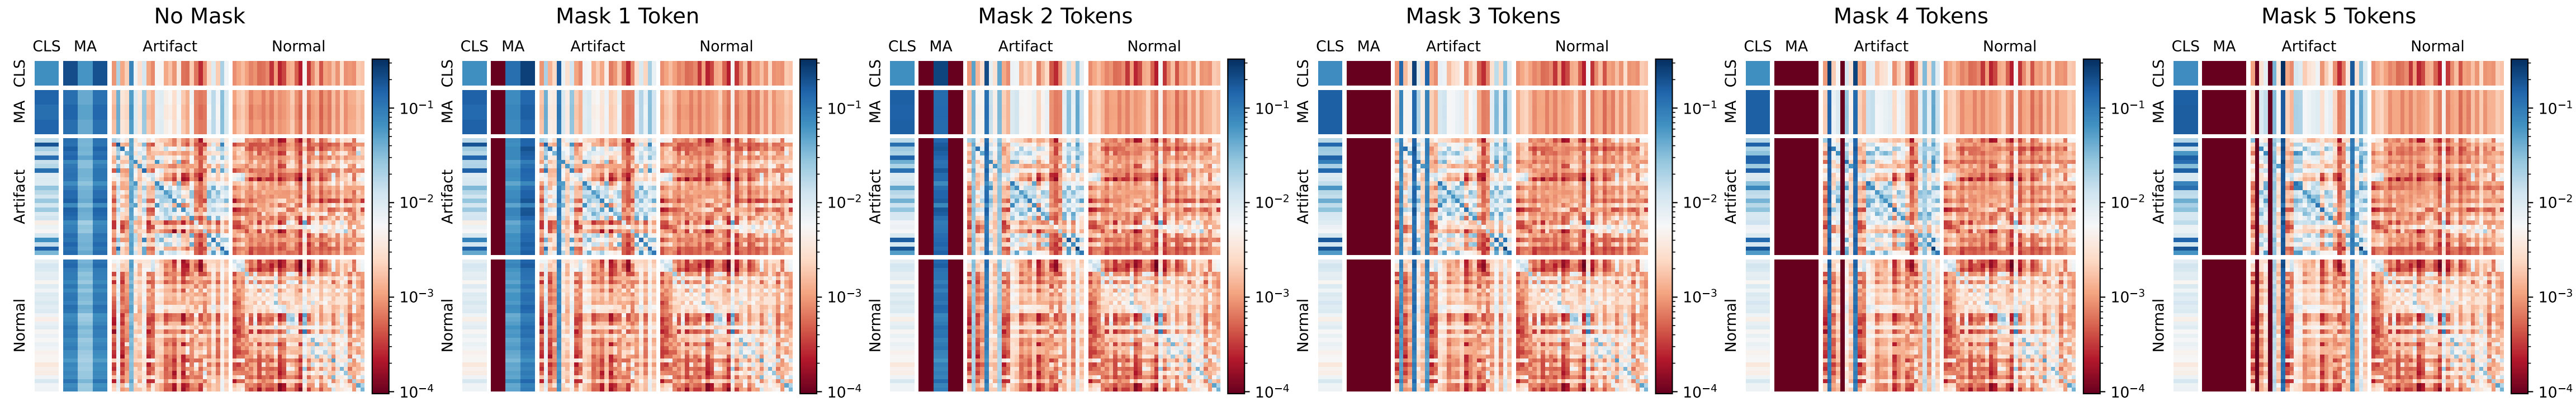 No Mask
CLS MA Artifact Normal
CLS
MA
Artifact
Normal
10⁻¹
10⁻²
10⁻³
10⁻⁴
Mask 1 Token
CLS MA Artifact Normal
CLS
MA
Artifact
Normal
10⁻¹
10⁻²
10⁻³
10⁻⁴
Mask 2 Tokens
CLS MA Artifact Normal
CLS
MA
Artifact
Normal
10⁻¹
10⁻²
10⁻³
10⁻⁴
Mask 3 Tokens
CLS MA Artifact Normal
CLS
MA
Artifact
Normal
10⁻¹
10⁻²
10⁻³
10⁻⁴
Mask 4 Tokens
CLS MA Artifact Normal
CLS
MA
Artifact
Normal
10⁻¹
10⁻²
10⁻³
10⁻⁴
Mask 5 Tokens
CLS MA Artifact Normal
CLS
MA
Artifact
Normal
10⁻¹
10⁻²
10⁻³
10⁻⁴